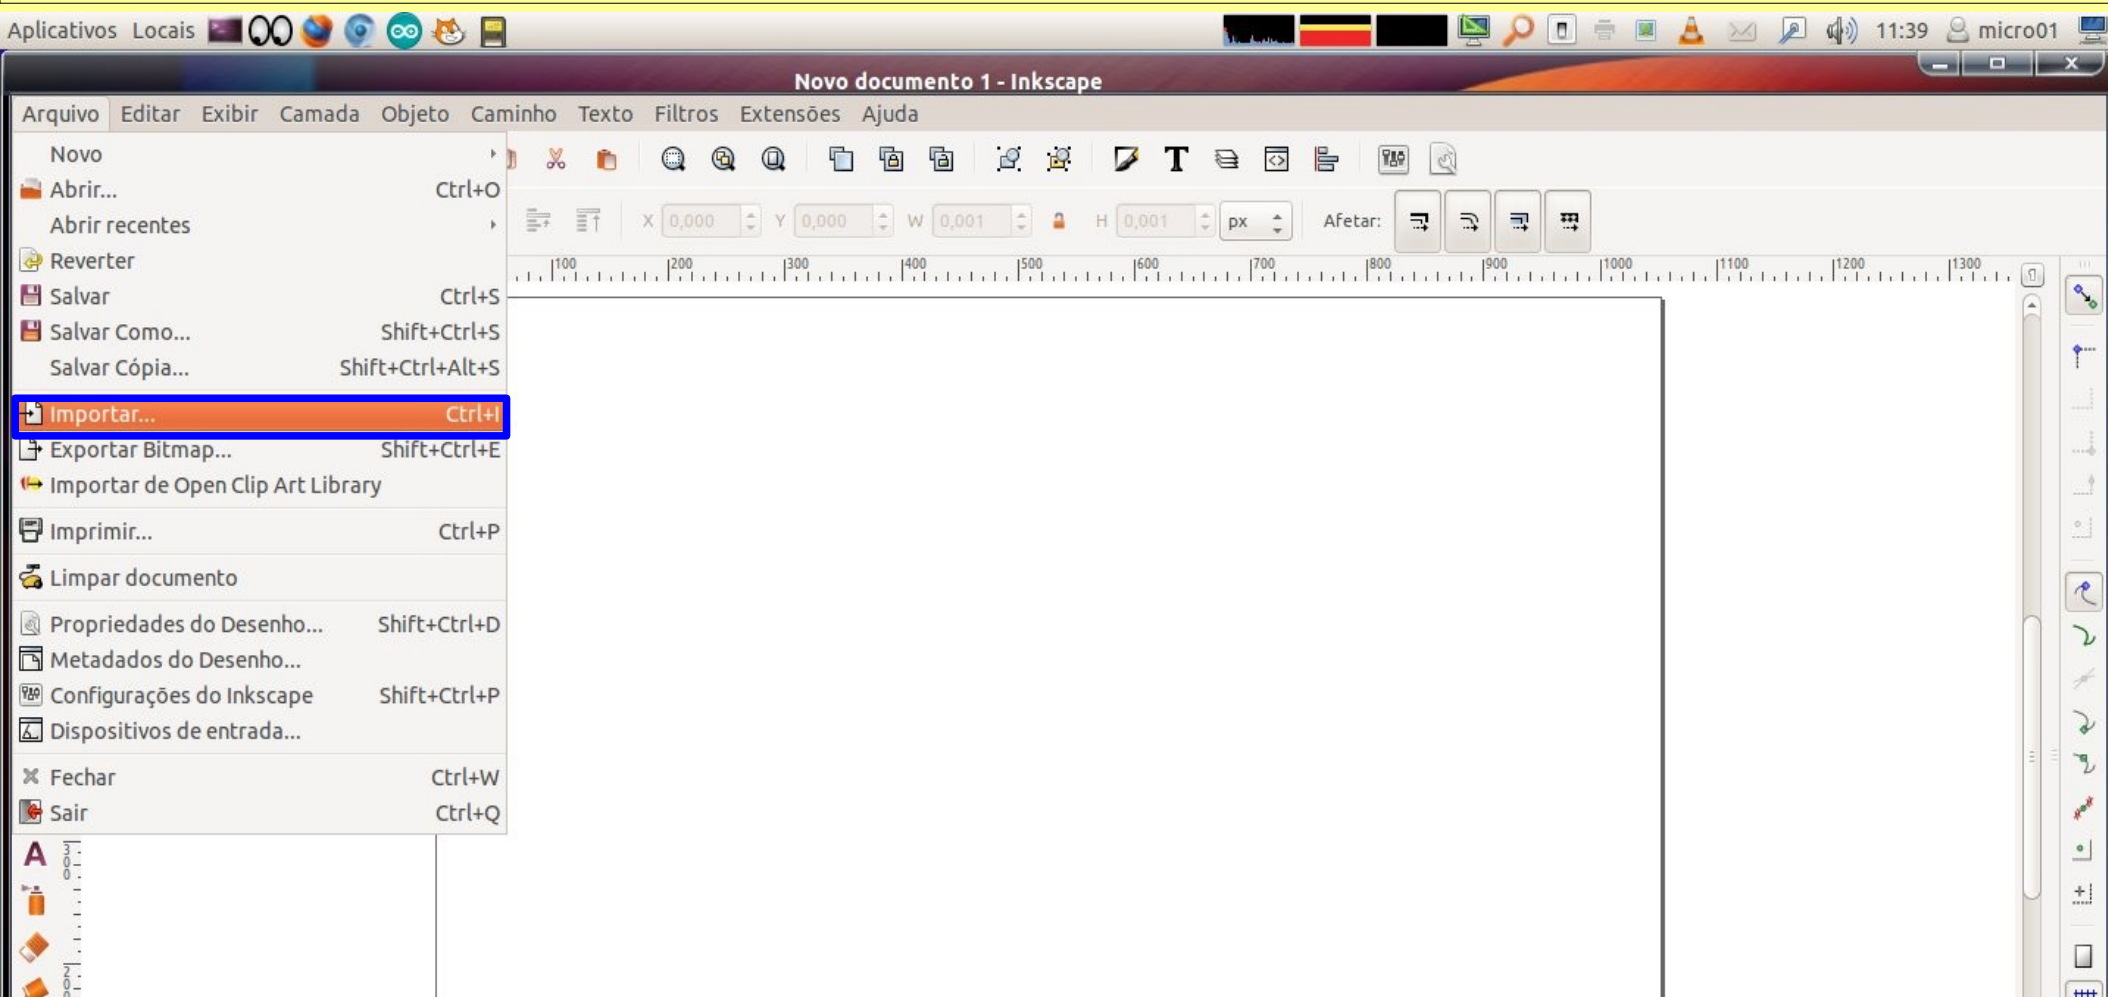 Aplicativos Locais 11:39 micro01
Novo documento 1 - Inkscape
Arquivo Editar Exibir Camada Objeto Caminho Texto Filtros Extensões Ajuda
Novo
Abrir... Ctrl+O
Abrir recentes
Reverter
Salvar Ctrl+S
Salvar Como... Shift+Ctrl+S
Salvar Cópia... Shift+Ctrl+Alt+S
Importar... Ctrl+I
Exportar Bitmap... Shift+Ctrl+E
Importar de Open Clip Art Library
Imprimir... Ctrl+P
Limpar documento
Propriedades do Desenho... Shift+Ctrl+D
Metadados do Desenho...
Configurações do Inkscape Shift+Ctrl+P
Dispositivos de entrada...
Fechar Ctrl+W
Sair Ctrl+Q
X 0,000 Y 0,000 W 0,001 H 0,001 px Afetar:
100 200 300 400 500 600 700 800 900 1000 1100 1200 1300
300